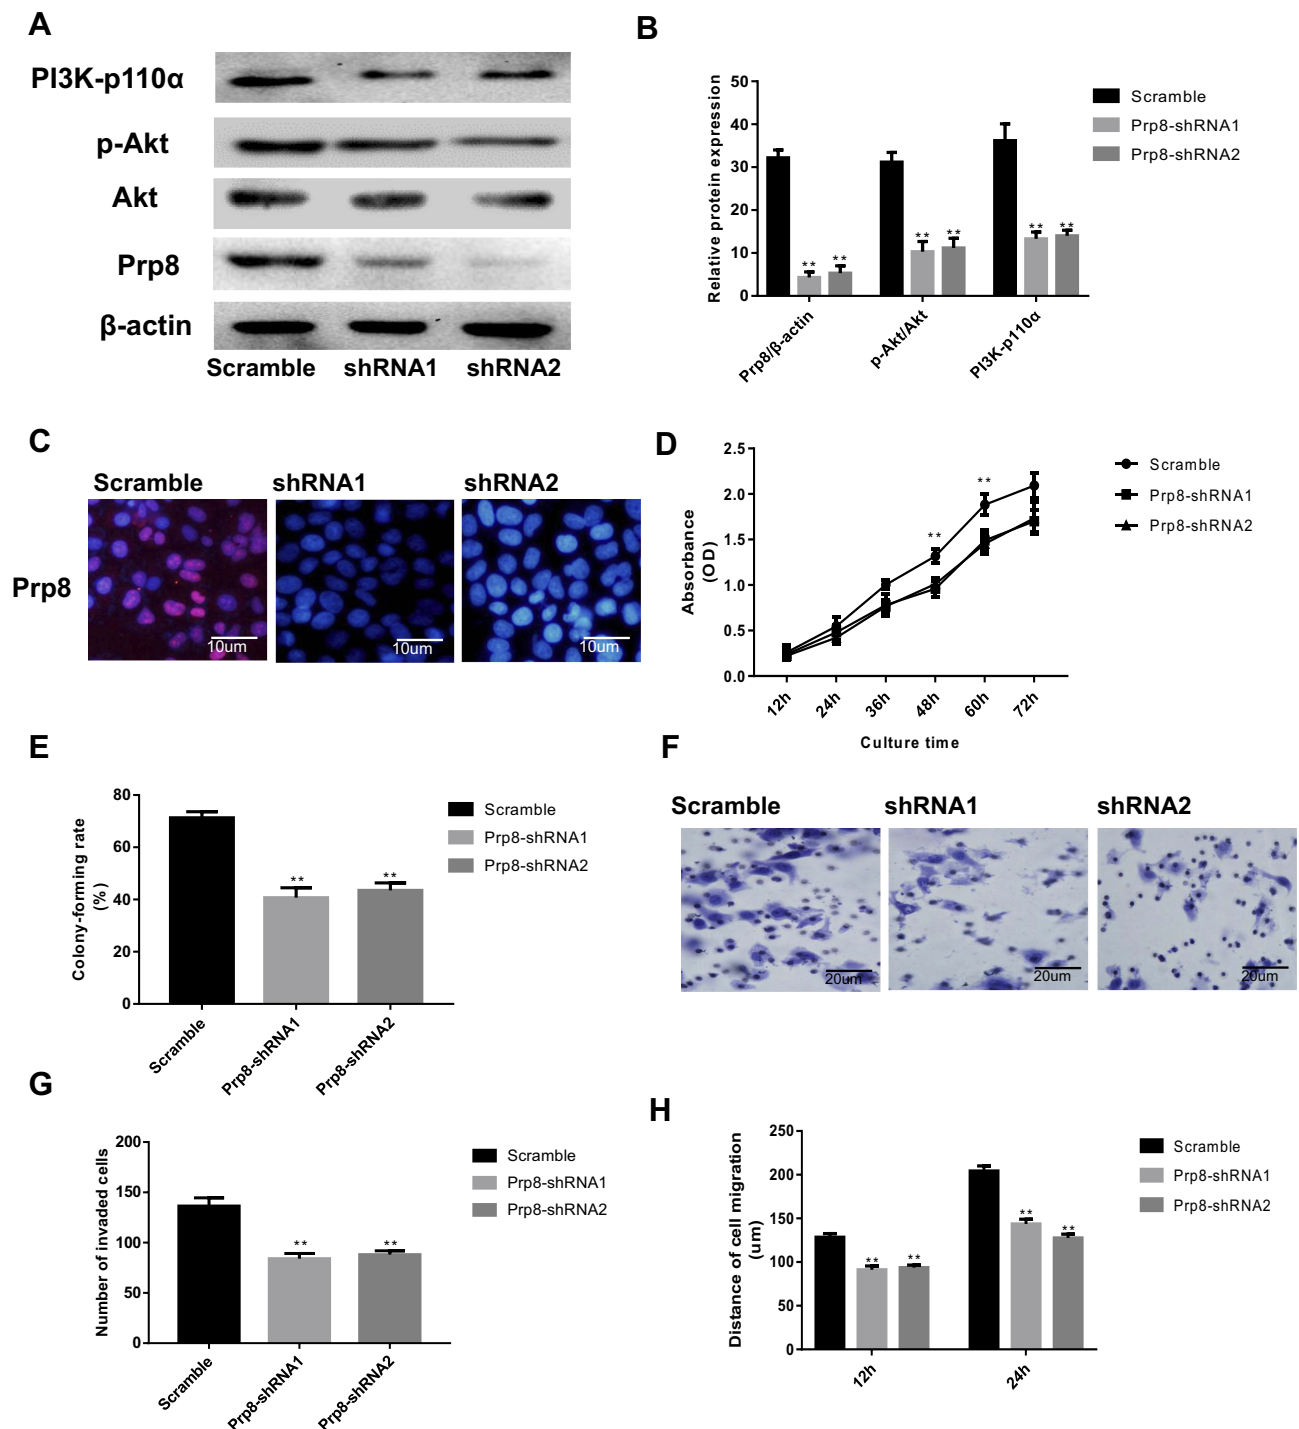 A
PI3K-p110α
p-Akt
Akt
Prp8
β-actin
Scramble shRNA1 shRNA2
B
Relative protein expression
50
40
30
20
10
0
** ** ** ** ** **
Prp8/β-actin
p-Akt/Akt
PI3K-p110α
Scramble
Prp8-shRNA1
Prp8-shRNA2
C
Scramble shRNA1 shRNA2
Prp8
10um 10um 10um
D
Absorbance
(OD)
2.5
2.0
1.5
1.0
0.5
0.0
** **
12h 24h 36h 48h 60h 72h
Culture time
Scramble
Prp8-shRNA1
Prp8-shRNA2
E
Colony-forming rate
(%)
80
60
40
20
0
** **
Scramble
Prp8-shRNA1
Prp8-shRNA2
Scramble
Prp8-shRNA1
Prp8-shRNA2
F
Scramble shRNA1 shRNA2
20um 20um 20um
G
Number of invaded cells
200
150
100
50
0
** **
Scramble
Prp8-shRNA1
Prp8-shRNA2
Scramble
Prp8-shRNA1
Prp8-shRNA2
H
Distance of cell migration
(um)
250
200
150
100
50
0
** ** ** **
12h 24h
Scramble
Prp8-shRNA1
Prp8-shRNA2